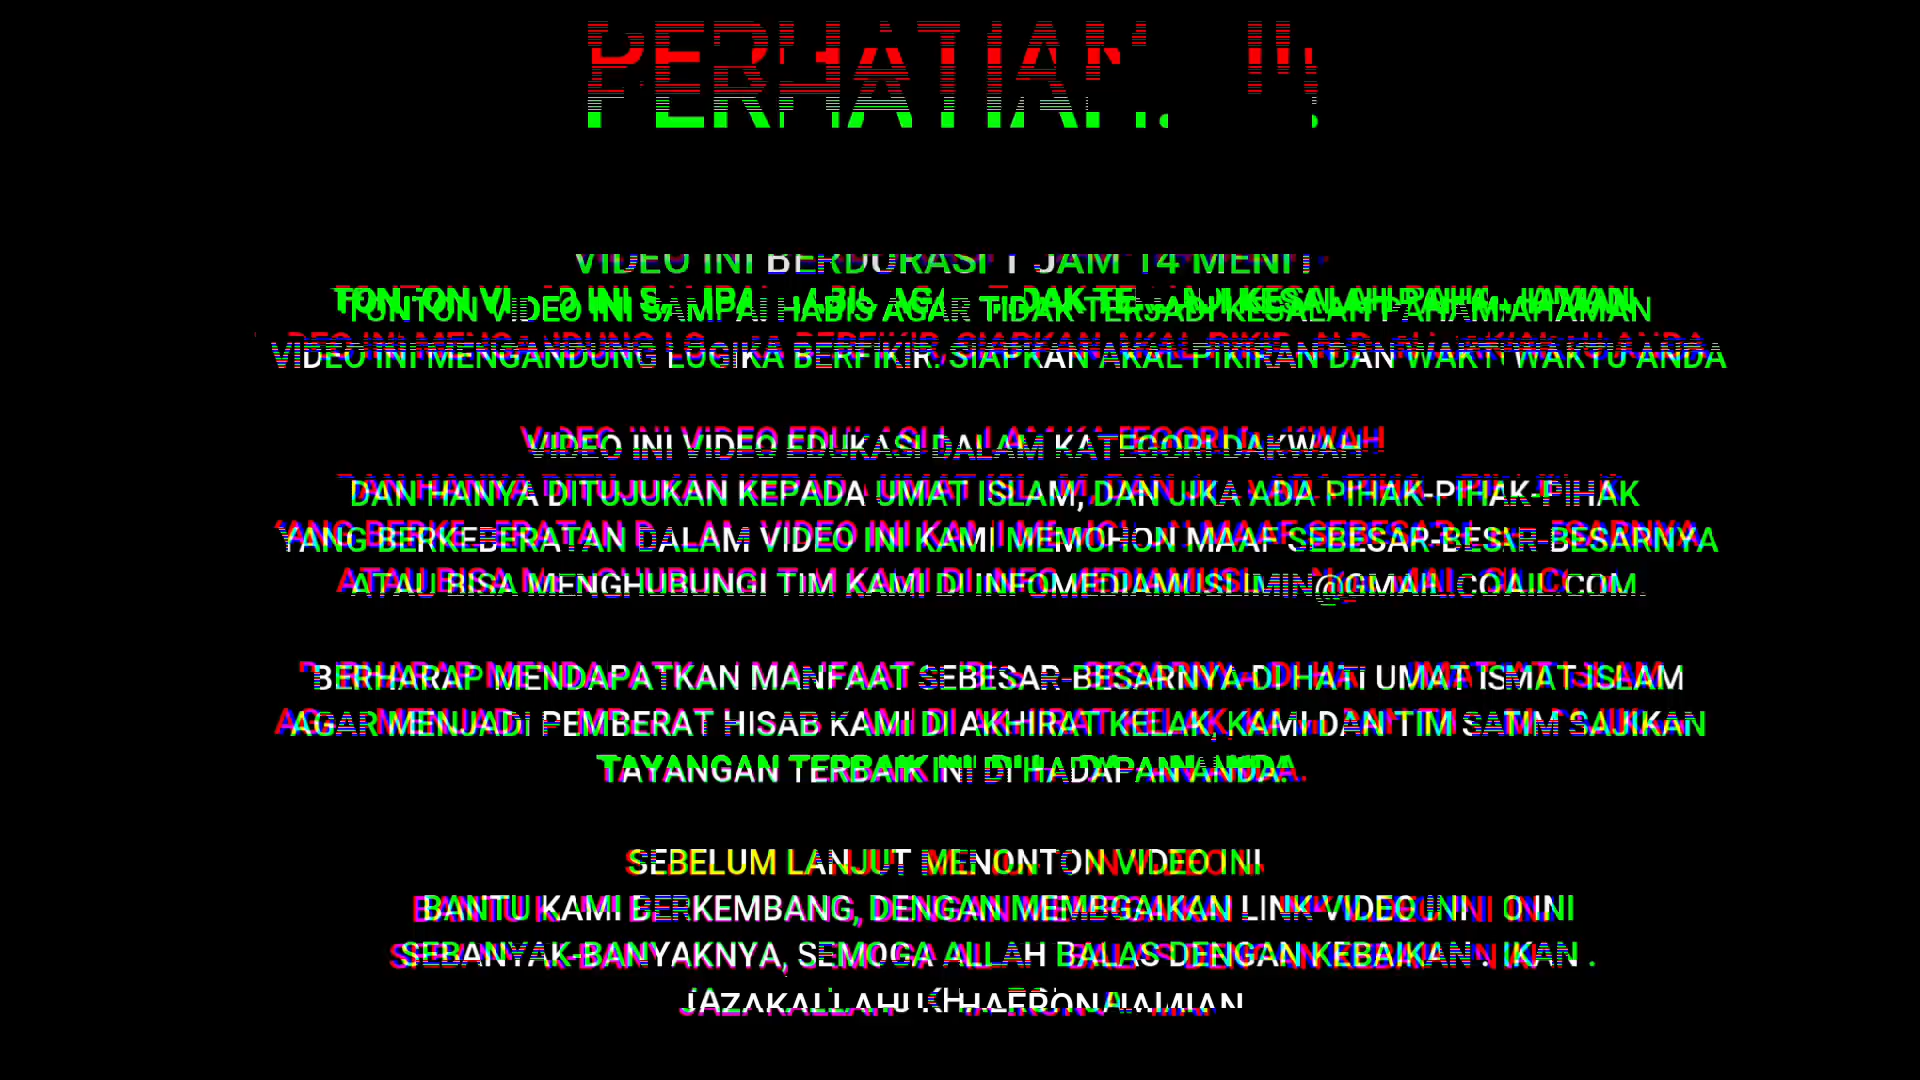 PERHATIAN. !!
VIDEO INI BERDURASI 1 JAM 14 MENIT
TONTON VIDEO INI SAMPAI HABIS AGAR TIDAK TERJADI KESALAH PAHAMAN
VIDEO INI MENGANDUNG LOGIKA BERFIKIR. SIAPKAN AKAL PIKIRAN DAN WAKTU ANDA
VIDEO INI VIDEO EDUKASI DALAM KATEGORI DAKWAH
DAN HANYA DITUJUKAN KEPADA UMAT ISLAM, DAN JIKA ADA PIHAK-PIHAK
YANG BERKEBERATAN DALAM VIDEO INI KAMI MEMOHON MAAF SEBESAR-BESARNYA
ATAU BISA MENGHUBUNGI TIM KAMI DI INFOMEDIAMUSLIMIN@GMAIL.COM.
BERHARAP MENDAPATKAN MANFAAT SEBESAR-BESARNYA DI HATI UMAT ISLAM
AGAR MENJADI PEMBERAT HISAB KAMI DI AKHIRAT KELAK, KAMI DAN TIM SAJIKAN
TAYANGAN TERBAIK INI DI HADAPAN ANDA.
SEBELUM LANJUT MENONTON VIDEO INI
BANTU KAMI BERKEMBANG, DENGAN LINK VIDEO INI
SEBANYAK-BANYAKNYA, SEMOGA ALLAH BALAS DENGAN KEBAIKAN .
JAZAKALLAHU